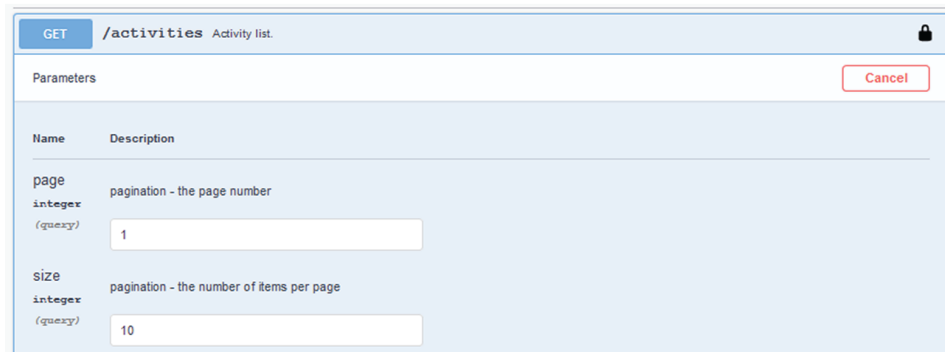 GET /activities Activity list.
Parameters
Cancel
Name Description
page
integer
(query)
pagination - the page number
1
size
integer
(query)
pagination - the number of items per page
10